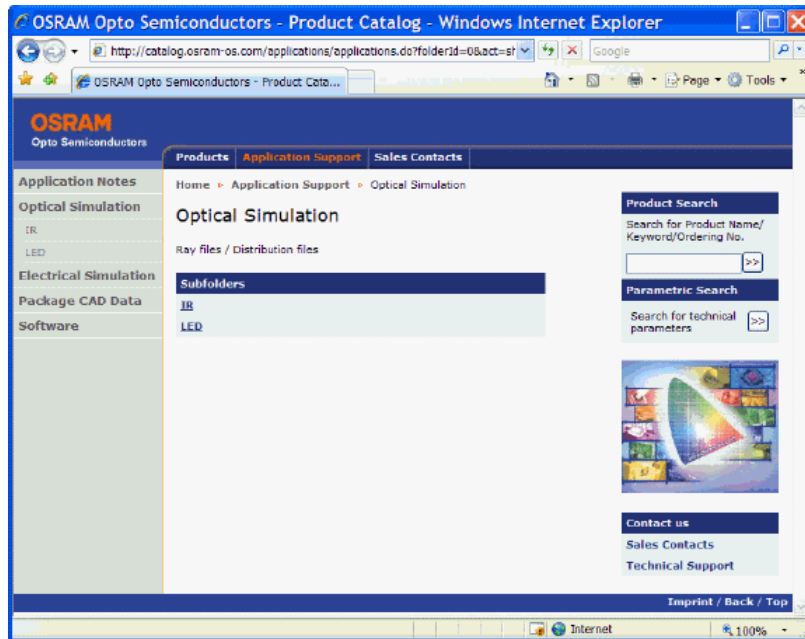 OSRAM Opto Semiconductors - Product Catalog - Windows Internet Explorer
http://catalog.osram-os.com/applications/applications.do?folderId=0&act=sh
Google
OSRAM Opto Semiconductors - Product Cata...
Page
Tools
OSRAM
Opto Semiconductors
Products
Application Support
Sales Contacts
Application Notes
Optical Simulation
IR
LED
Electrical Simulation
Package CAD Data
Software
Home
Application Support
Optical Simulation
Optical Simulation
Ray files / Distribution files
Subfolders
IR
LED
Product Search
Search for Product Name/
Keyword/Ordering No.
>>
Parametric Search
Search for technical
parameters
>>
Contact us
Sales Contacts
Technical Support
Imprint / Back / Top
Internet
100%